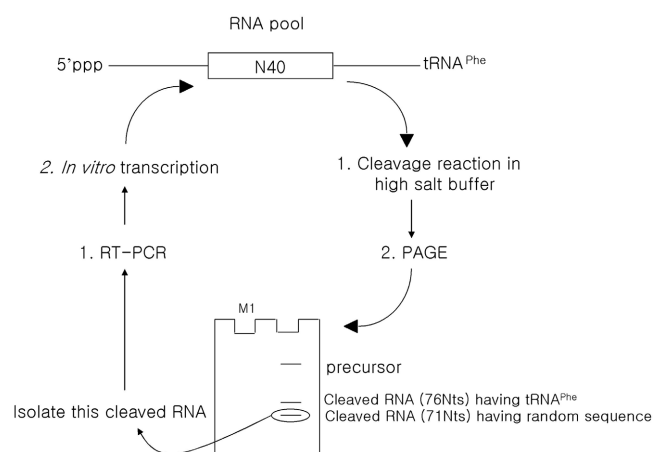 RNA pool
5'ppp
N40
tRNA Phe
2. In vitro transcription
1. Cleavage reaction in
high salt buffer
1. RT-PCR
2. PAGE
M1
precursor
Cleaved RNA (76Nts) having tRNAPhe
Isolate this cleaved RNA
Cleaved RNA (71Nts) having random sequence